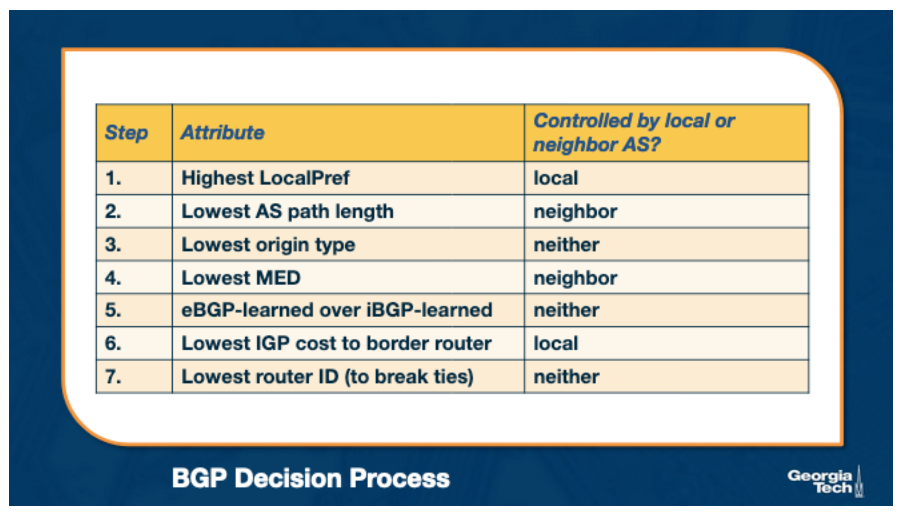 Step Attribute Controlled by local or neighbor AS?
1. Highest LocalPref local
2. Lowest AS path length neighbor
3. Lowest origin type neither
4. Lowest MED neighbor
5. eBGP-learned over iBGP-learned neither
6. Lowest IGP cost to border router local
7. Lowest router ID (to break ties) neither
BGP Decision Process
Georgia
Tech